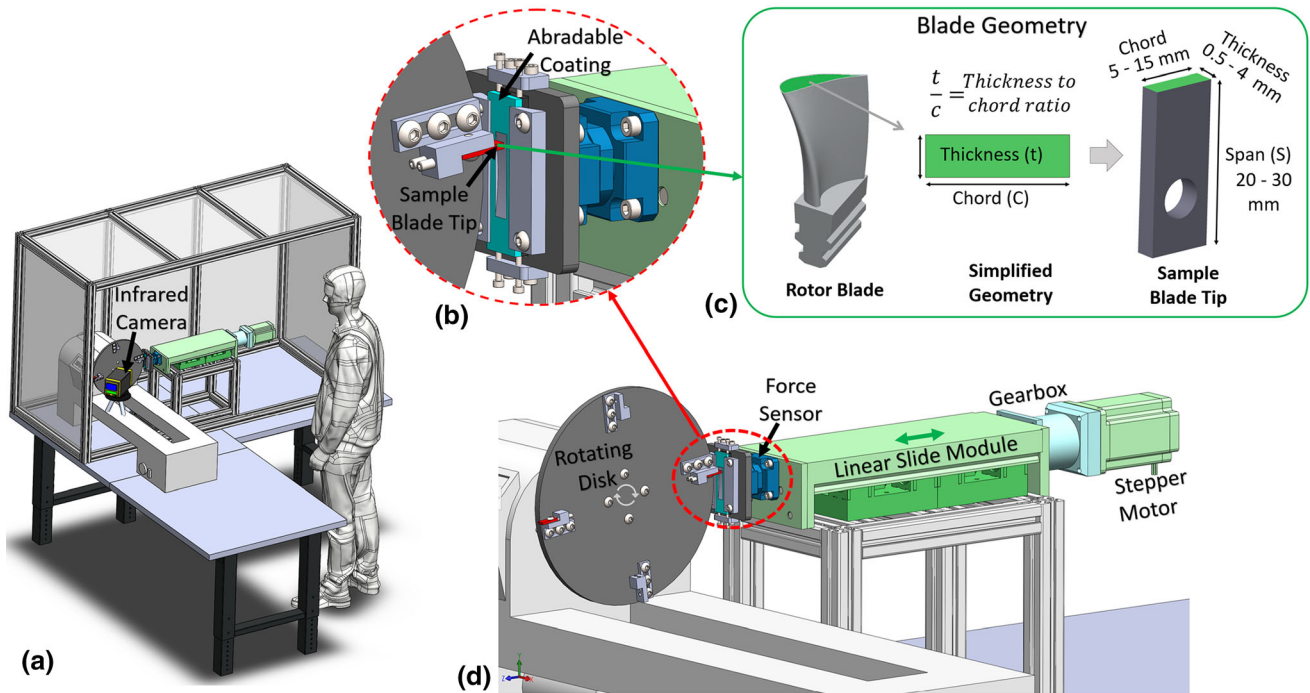 Infrared
Camera
(a)
Abradable
Coating
Sample
Blade Tip
(b)
Blade Geometry
t/c = Thickness to
chord ratio
Thickness (t)
Chord (C)
Chord
5 - 15 mm
Thickness
0.5 - 4 mm
Span (S)
20 - 30
mm
Rotor Blade
Simplified
Geometry
Sample
Blade Tip
(c)
Rotating
Disk
Force
Sensor
Linear Slide Module
Gearbox
Stepper
Motor
(d)